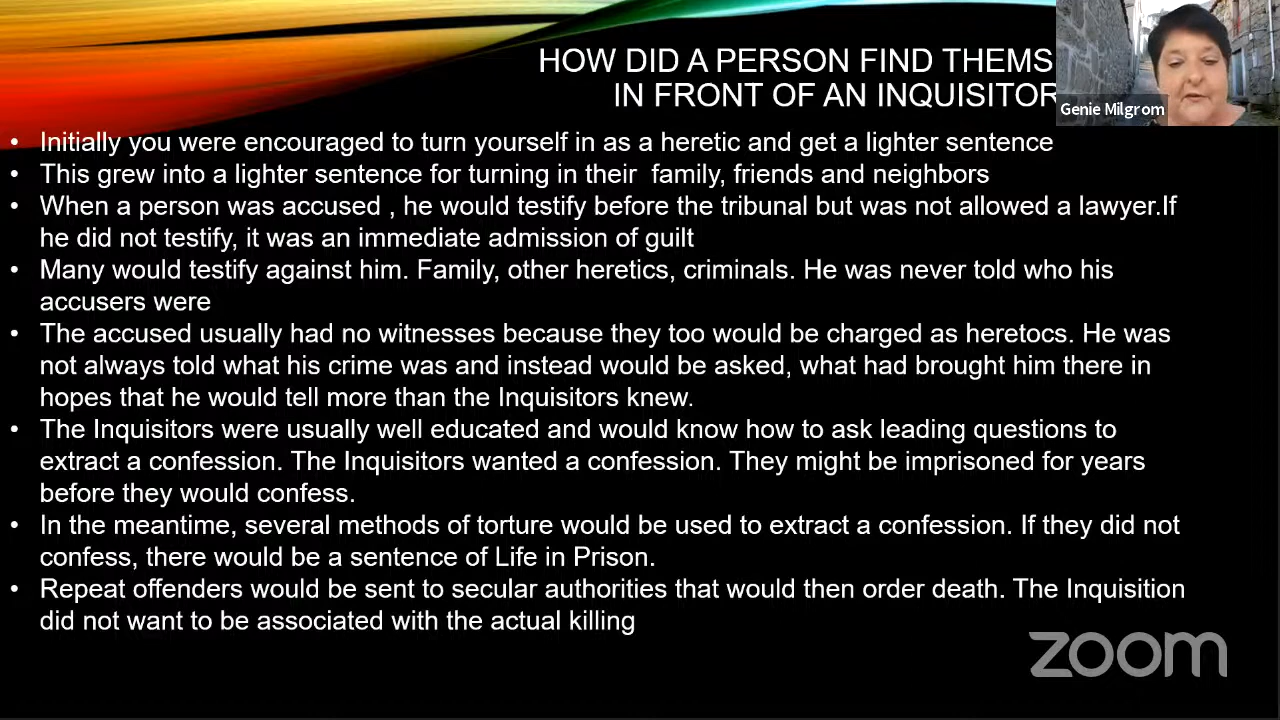 HOW DID A PERSON FIND THEMS
IN FRONT OF AN INQUISITOR
Genie Milgrom
• Initially you were encouraged to turn yourself in as a heretic and get a lighter sentence
• This grew into a lighter sentence for turning in their  family, friends and neighbors
• When a person was accused , he would testify before the tribunal but was not allowed a lawyer.If
he did not testify, it was an immediate admission of guilt
• Many would testify against him. Family, other heretics, criminals. He was never told who his
accusers were
• The accused usually had no witnesses because they too would be charged as heretocs. He was
not always told what his crime was and instead would be asked, what had brought him there in
hopes that he would tell more than the Inquisitors knew.
• The Inquisitors were usually well educated and would know how to ask leading questions to
extract a confession. The Inquisitors wanted a confession. They might be imprisoned for years
before they would confess.
• In the meantime, several methods of torture would be used to extract a confession. If they did not
confess, there would be a sentence of Life in Prison.
• Repeat offenders would be sent to secular authorities that would then order death. The Inquisition
did not want to be associated with the actual killing
zoom